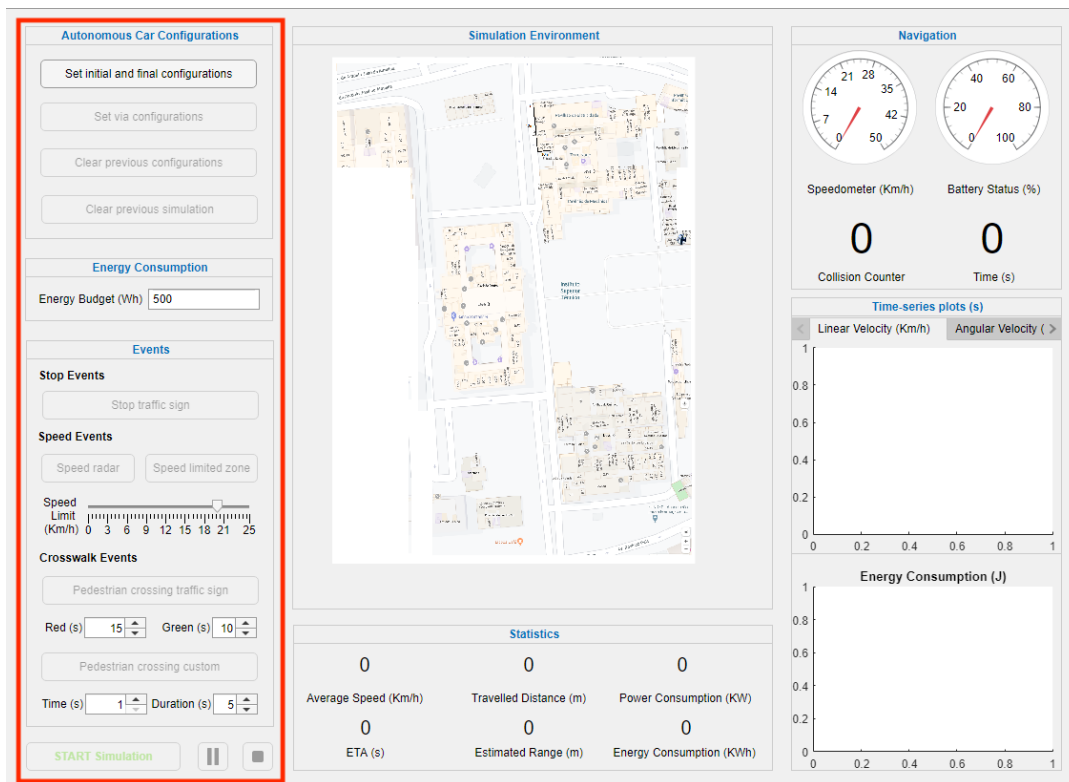 Autonomous Car Configurations
Set initial and final configurations
Set via configurations
Clear previous configurations
Clear previous simulation
Energy Consumption
Energy Budget (Wh) 500
Events
Stop Events
Stop traffic sign
Speed Events
Speed radar Speed limited zone
Speed
Limit
(Km/h) 0 3 6 9 12 15 18 21 25
Crosswalk Events
Pedestrian crossing traffic sign
Red (s) 15 Green (s) 10
Pedestrian crossing custom
Time (s) 1 Duration (s) 5
START Simulation
Simulation Environment
Instituto
Superior
Statistics
0 0 0
Average Speed (Km/h) Travelled Distance (m) Power Consumption (KW)
0 0 0
ETA (s) Estimated Range (m) Energy Consumption (KWh)
Navigation
0 7 14 21 28 35 42 50
0 20 40 60 80 100
Speedometer (Km/h) Battery Status (%)
0 0
Collision Counter Time (s)
Time-series plots (s)
Linear Velocity (Km/h) Angular Velocity (
1
0.8
0.6
0.4
0.2
0
0 0.2 0.4 0.6 0.8 1
Energy Consumption (J)
1
0.8
0.6
0.4
0.2
0
0 0.2 0.4 0.6 0.8 1